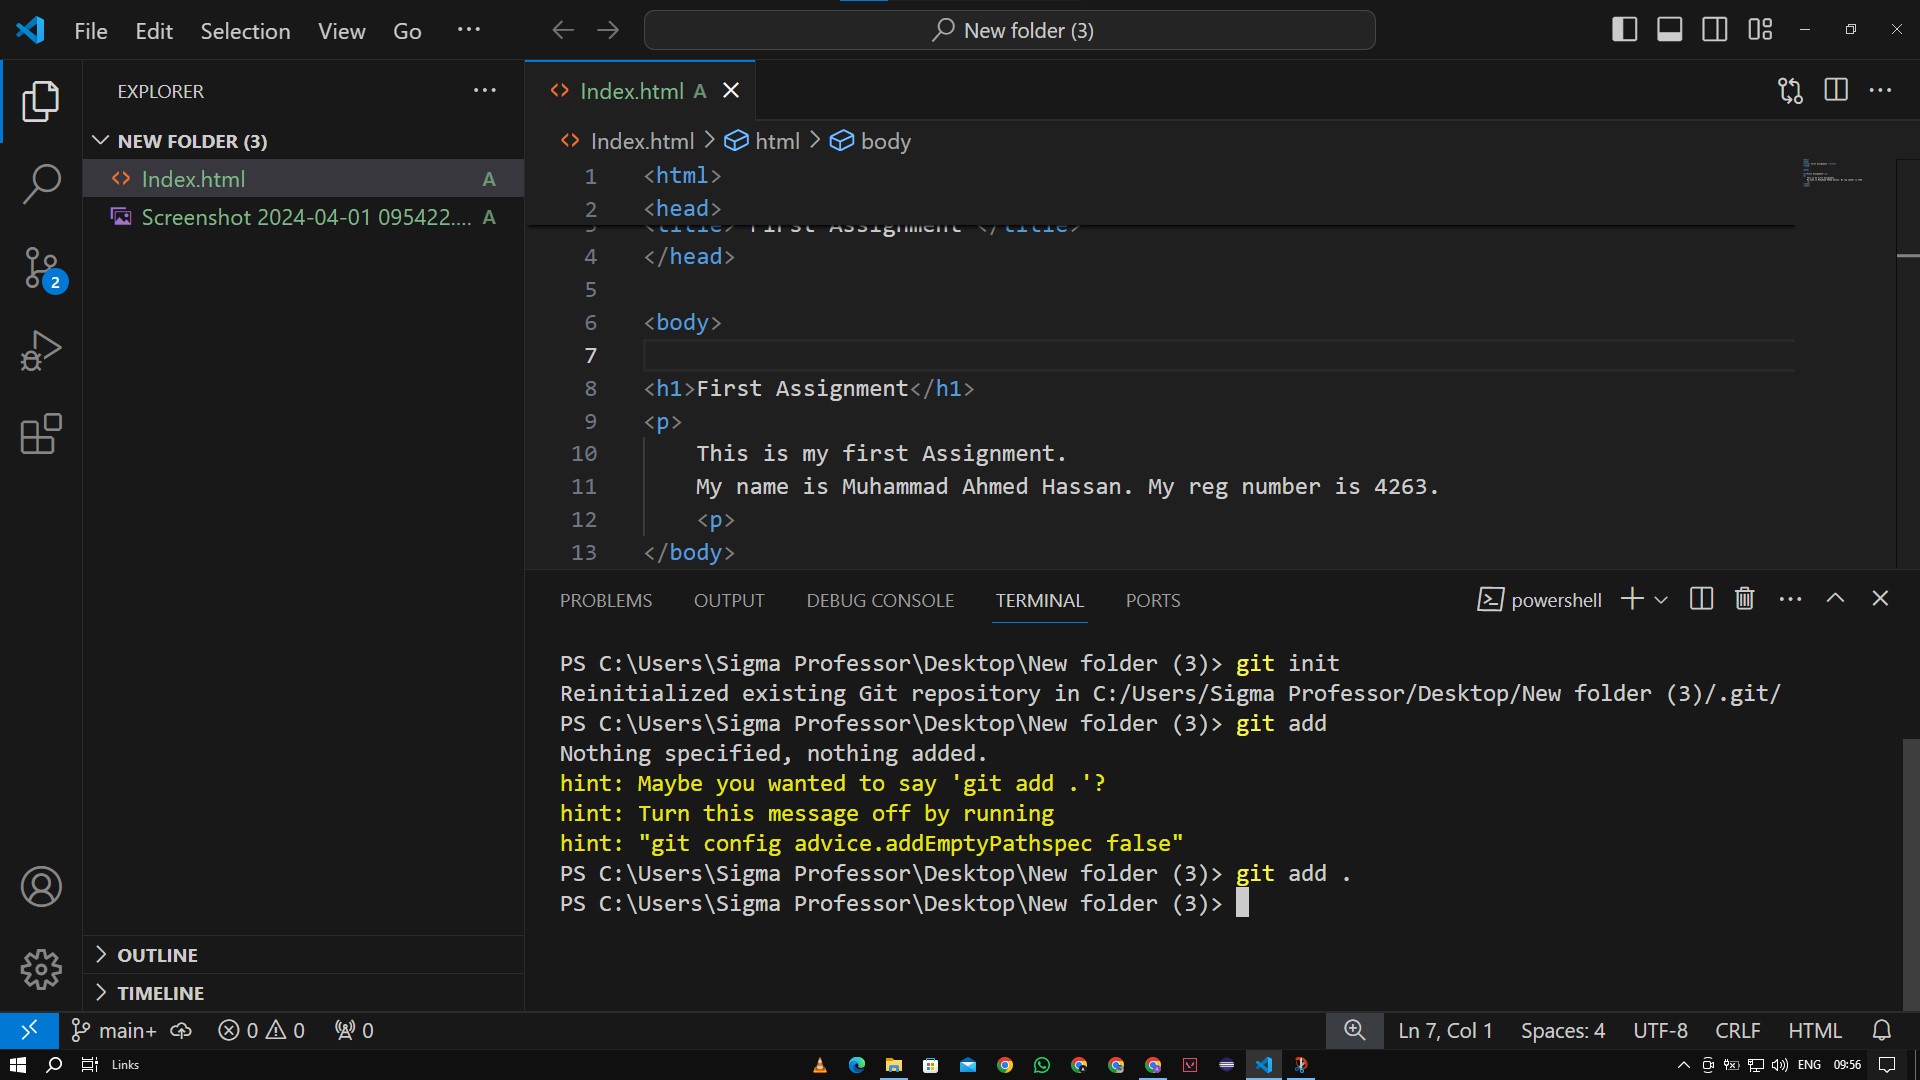 File Edit Selection View Go ···
New folder (3)
EXPLORER
Index.html A
NEW FOLDER (3)
Index.html A
Screenshot 2024-04-01 095422.... A
2
Index.html > html > body
1 <html>
2 <head>
3 <title> First Assignment </title>
4 </head>
5
6 <body>
7
8 <h1>First Assignment</h1>
9 <p>
10 This is my first Assignment.
11 My name is Muhammad Ahmed Hassan. My reg number is 4263.
12 <p>
13 </body>
PROBLEMS OUTPUT DEBUG CONSOLE TERMINAL PORTS
powershell
PS C:\Users\Sigma Professor\Desktop\New folder (3)> git init
Reinitialized existing Git repository in C:/Users/Sigma Professor/Desktop/New folder (3)/.git/
PS C:\Users\Sigma Professor\Desktop\New folder (3)> git add
Nothing specified, nothing added.
hint: Maybe you wanted to say 'git add .'?
hint: Turn this message off by running
hint: "git config advice.addEmptyPathspec false"
PS C:\Users\Sigma Professor\Desktop\New folder (3)> git add .
PS C:\Users\Sigma Professor\Desktop\New folder (3)>
OUTLINE
TIMELINE
main+ 0 0 0
Ln 7, Col 1 Spaces: 4 UTF-8 CRLF HTML
Links
ENG 09:56